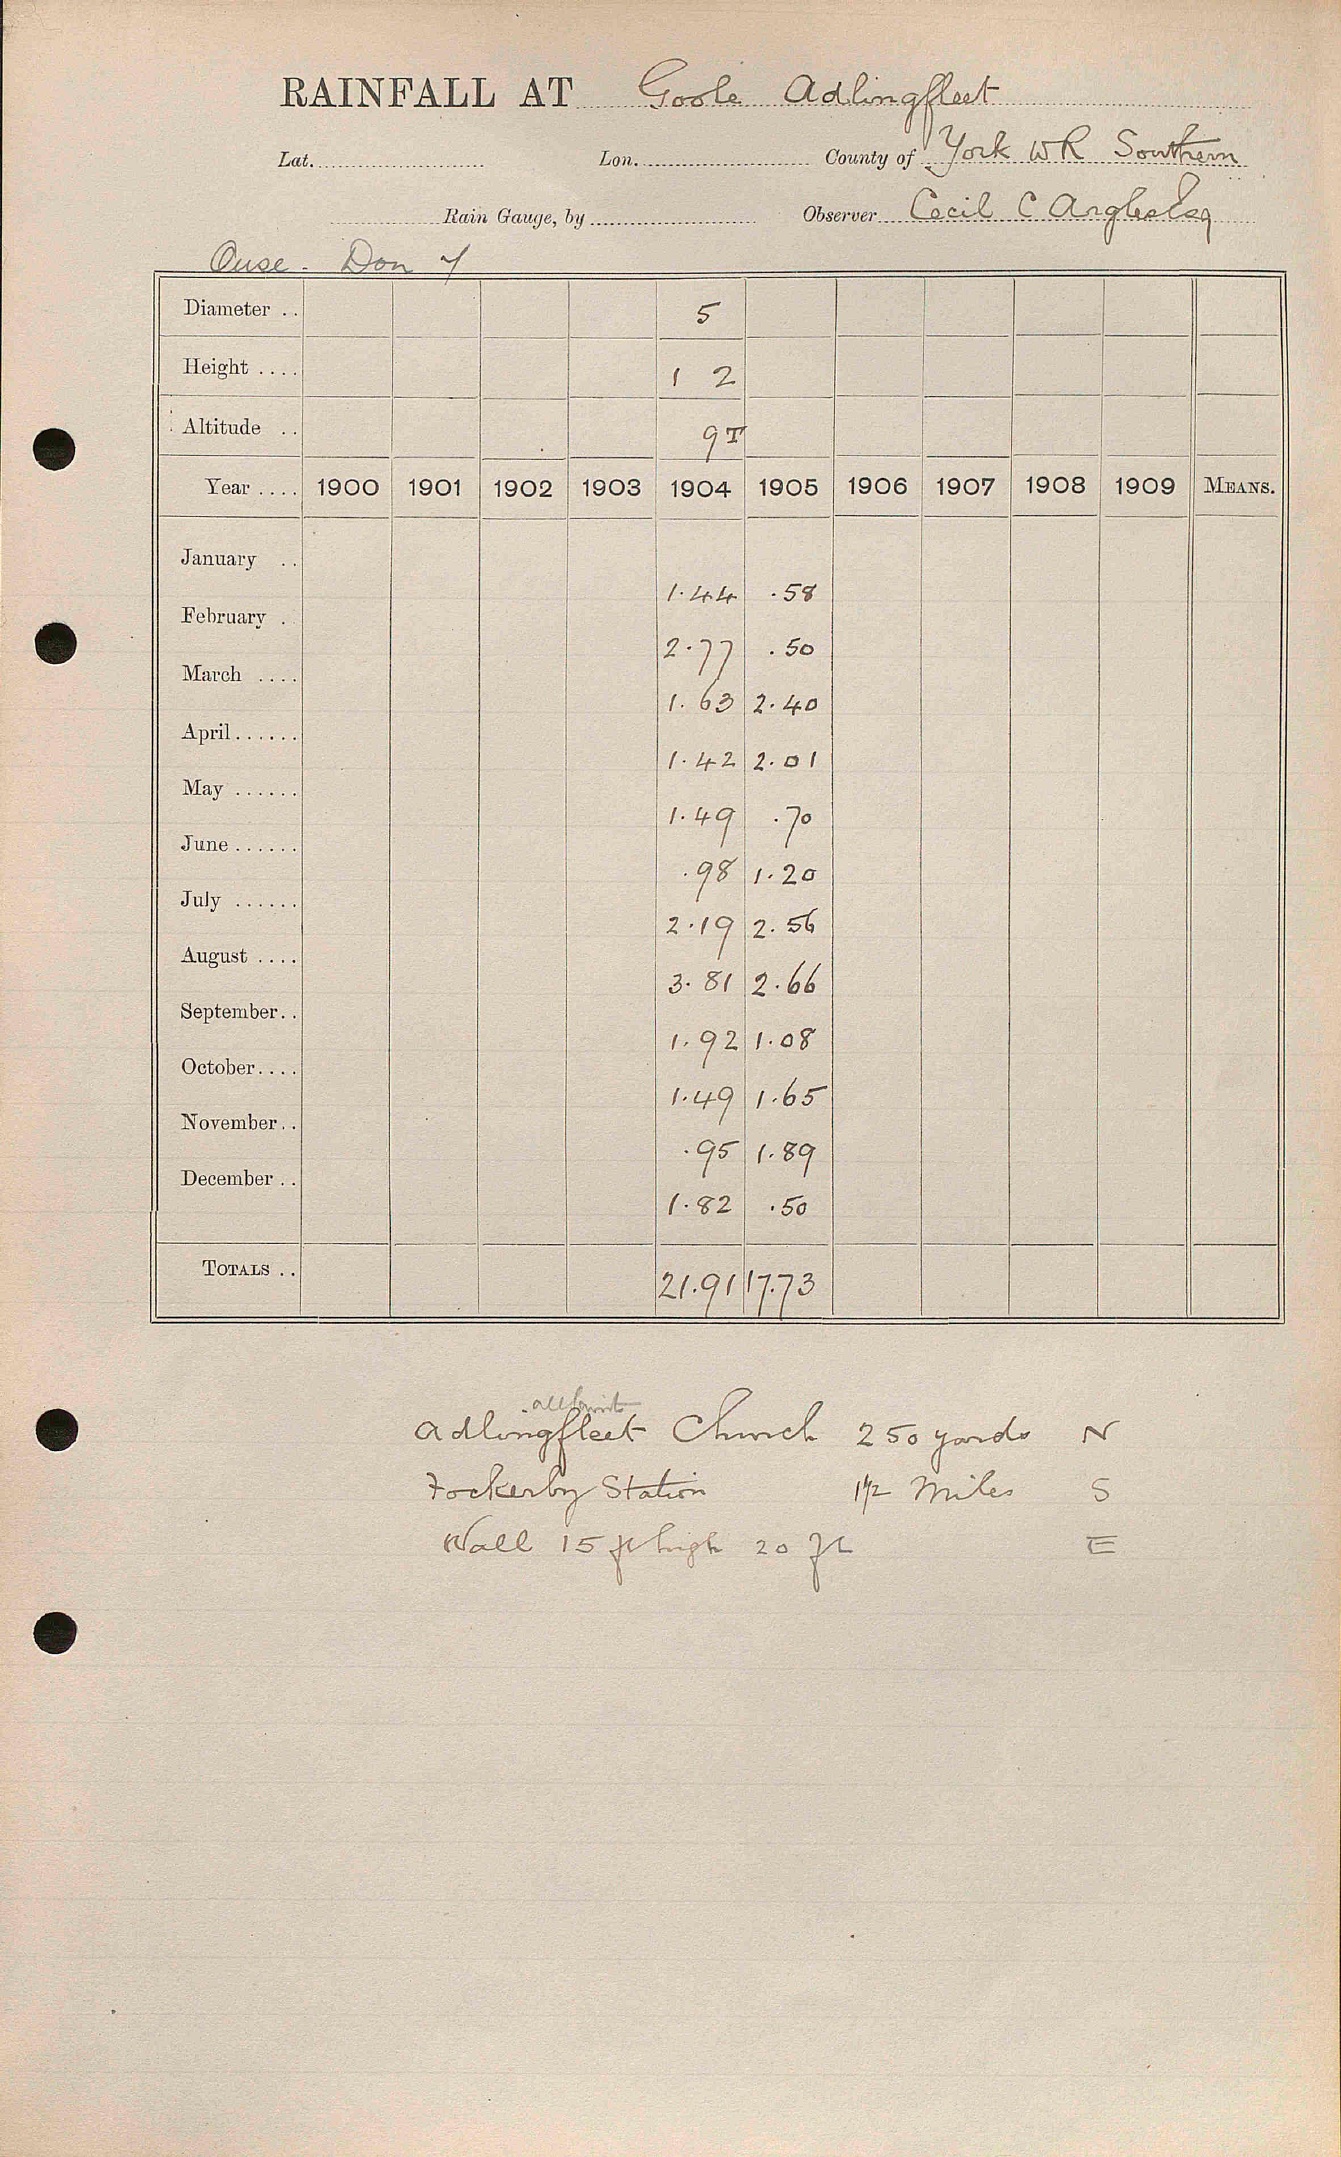 RAINFALL AT Goole Adlingfleet
Lat. Lon. County of York WR Southern
Rain Gauge, by Observer Cecil C Angles Esq
Ouse. Don
Diameter .. 5
Height .... 1 2
Altitude .. 9T
Year .... 1900 1901 1902 1903 1904 1905 1906 1907 1908 1909 MEANS.
January ..
1.44 .58
February .
2.77 .50
March ....
1.63 2.40
April ......
1.42 2.01
May ......
1.49 .70
June ......
.98 1.20
July ......
2.19 2.56
August ....
3.81 2.66
September..
1.92 1.08
October....
1.49 1.65
November..
.95 1.89
December ..
1.82 .50
TOTALS .. 21.91 17.73
Adlingfleet Church 250 yards N
Fockerby Station 1½ Miles S
Wall 15 ft high 20 ft E